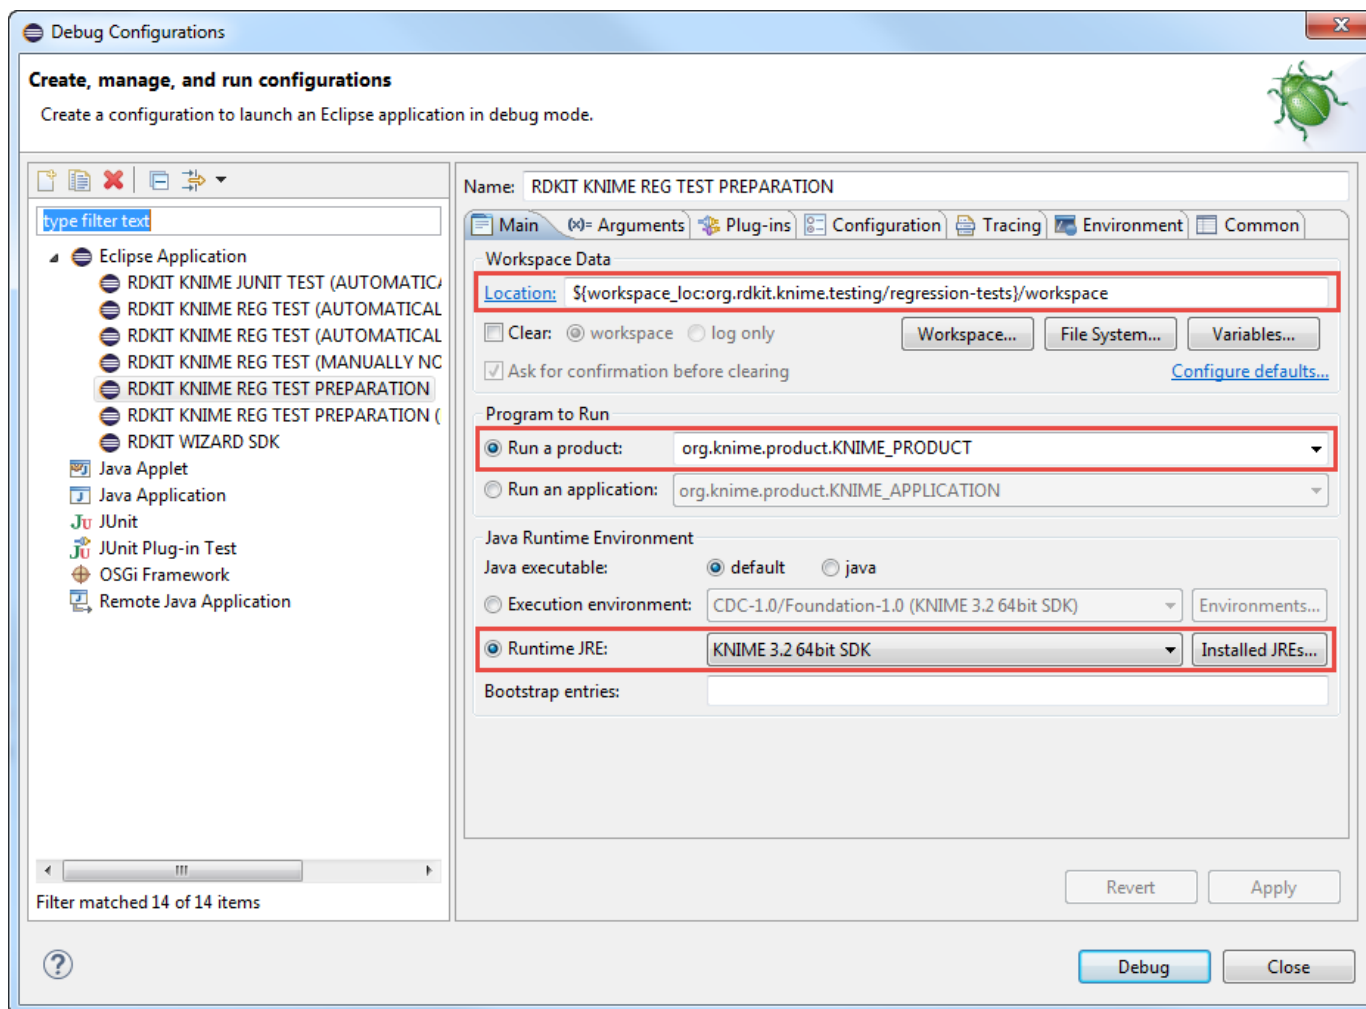 Debug Configurations
Create, manage, and run configurations
Create a configuration to launch an Eclipse application in debug mode.
type filter text
Eclipse Application
RDKIT KNIME JUNIT TEST (AUTOMATICA
RDKIT KNIME REG TEST (AUTOMATICAL
RDKIT KNIME REG TEST (AUTOMATICAL
RDKIT KNIME REG TEST (MANUALLY NO
RDKIT KNIME REG TEST PREPARATION
RDKIT KNIME REG TEST PREPARATION (
RDKIT WIZARD SDK
Java Applet
Java Application
JUnit
JUnit Plug-in Test
OSGi Framework
Remote Java Application
Filter matched 14 of 14 items
Name: RDKIT KNIME REG TEST PREPARATION
Main (x)= Arguments Plug-ins Configuration Tracing Environment Common
Workspace Data
Location: ${workspace_loc:org.rdkit.knime.testing/regression-tests}/workspace
Clear: workspace log only Workspace... File System... Variables...
Ask for confirmation before clearing Configure defaults...
Program to Run
Run a product: org.knime.product.KNIME_PRODUCT
Run an application: org.knime.product.KNIME_APPLICATION
Java Runtime Environment
Java executable: default java
Execution environment: CDC-1.0/Foundation-1.0 (KNIME 3.2 64bit SDK) Environments...
Runtime JRE: KNIME 3.2 64bit SDK Installed JREs...
Bootstrap entries:
Revert Apply
Debug Close